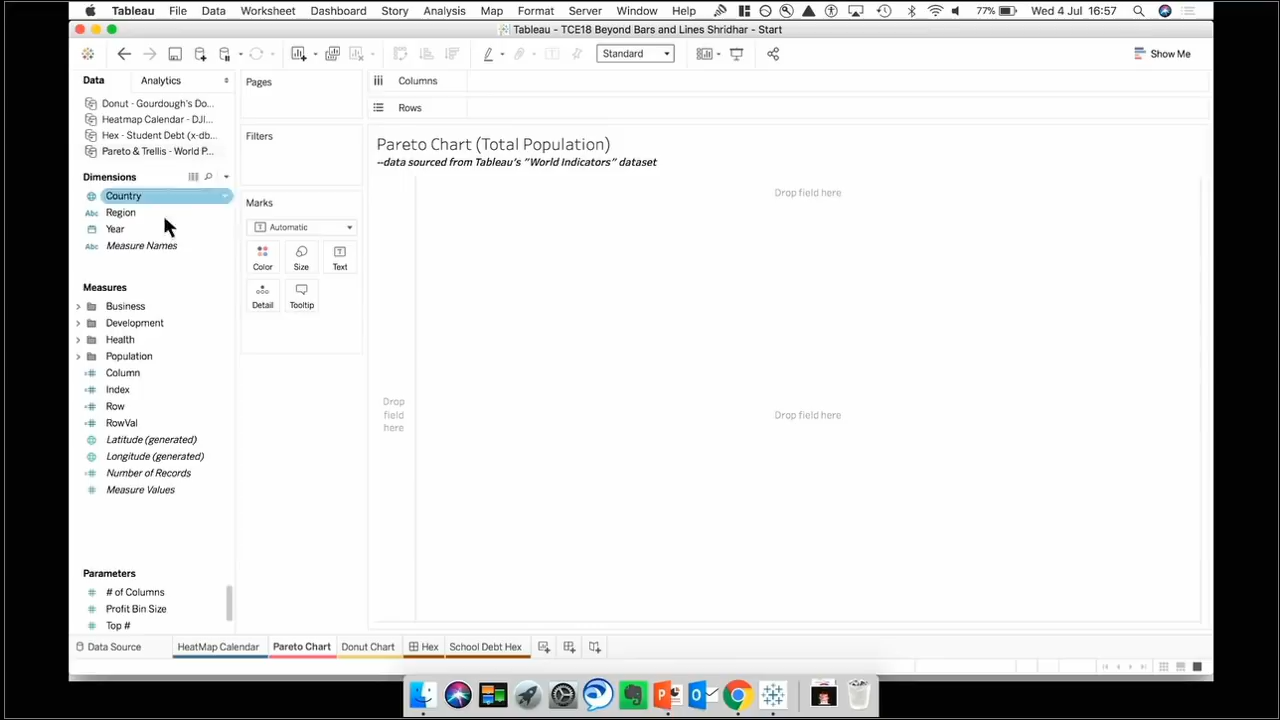 Tableau File Data Worksheet Dashboard Story Analysis Map Format Server Window Help 77% Wed 4 Jul 16:57
Tableau - TCE18 Beyond Bars and Lines Shridhar - Start
Standard
Show Me
Data
Analytics
Donut - Gourdough's Do...
Heatmap Calendar - DJI...
Hex - Student Debt (x-db...
Pareto & Trellis - World P...
Dimensions
Country
Abc Region
Year
Abc Measure Names
Measures
Business
Development
Health
Population
Column
Index
Row
RowVal
Latitude (generated)
Longitude (generated)
Number of Records
Measure Values
Parameters
# of Columns
Profit Bin Size
Top #
Pages
Filters
Marks
Automatic
Color
Size
Text
Detail
Tooltip
Columns
Rows
Pareto Chart (Total Population)
--data sourced from Tableau's "World Indicators" dataset
Drop field here
Drop
field
here
Drop field here
Data Source
HeatMap Calendar
Pareto Chart
Donut Chart
Hex
School Debt Hex